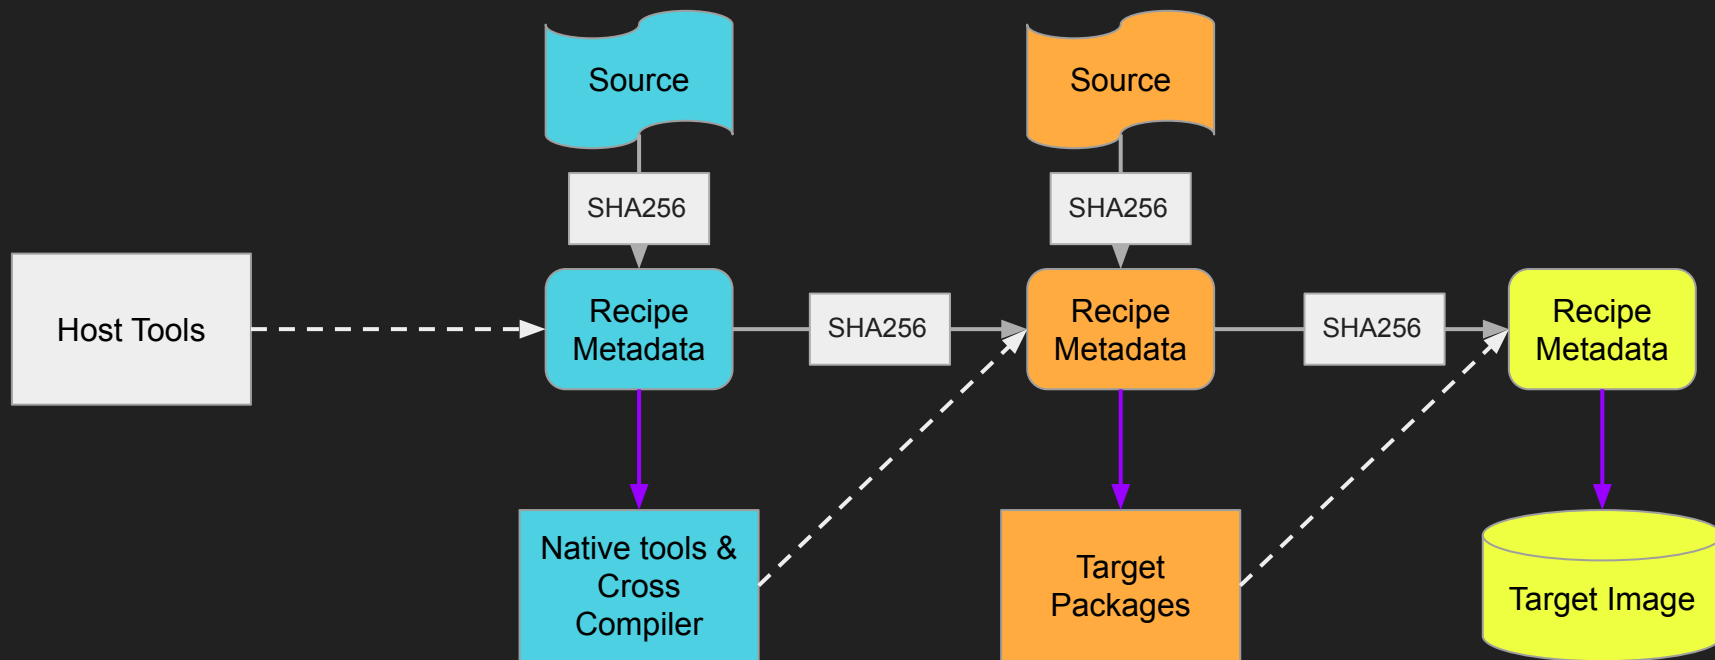 Source
Source
SHA256
SHA256
Host Tools
Recipe
Metadata
SHA256
Recipe
Metadata
SHA256
Recipe
Metadata
Native tools &
Cross
Compiler
Target
Packages
Target Image